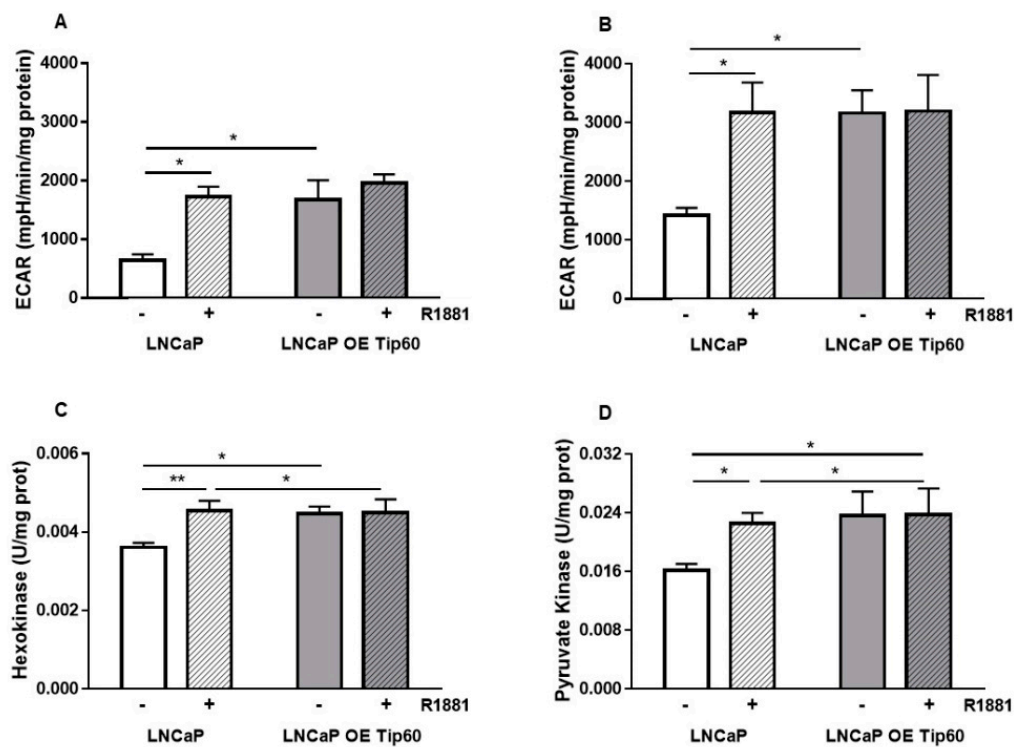 A
ECAR (mpH/min/mg protein)
4000
3000
2000
1000
0
*
*
- + - + R1881
LNCaP LNCaP OE Tip60
B
ECAR (mpH/min/mg protein)
4000
3000
2000
1000
0
*
*
- + - + R1881
LNCaP LNCaP OE Tip60
C
Hexokinase (U/mg prot)
0.006
0.004
0.002
0.000
*
** *
- + - + R1881
LNCaP LNCaP OE Tip60
D
Pyruvate Kinase (U/mg prot)
0.032
0.024
0.016
0.008
0.000
*
* *
- + - + R1881
LNCaP LNCaP OE Tip60